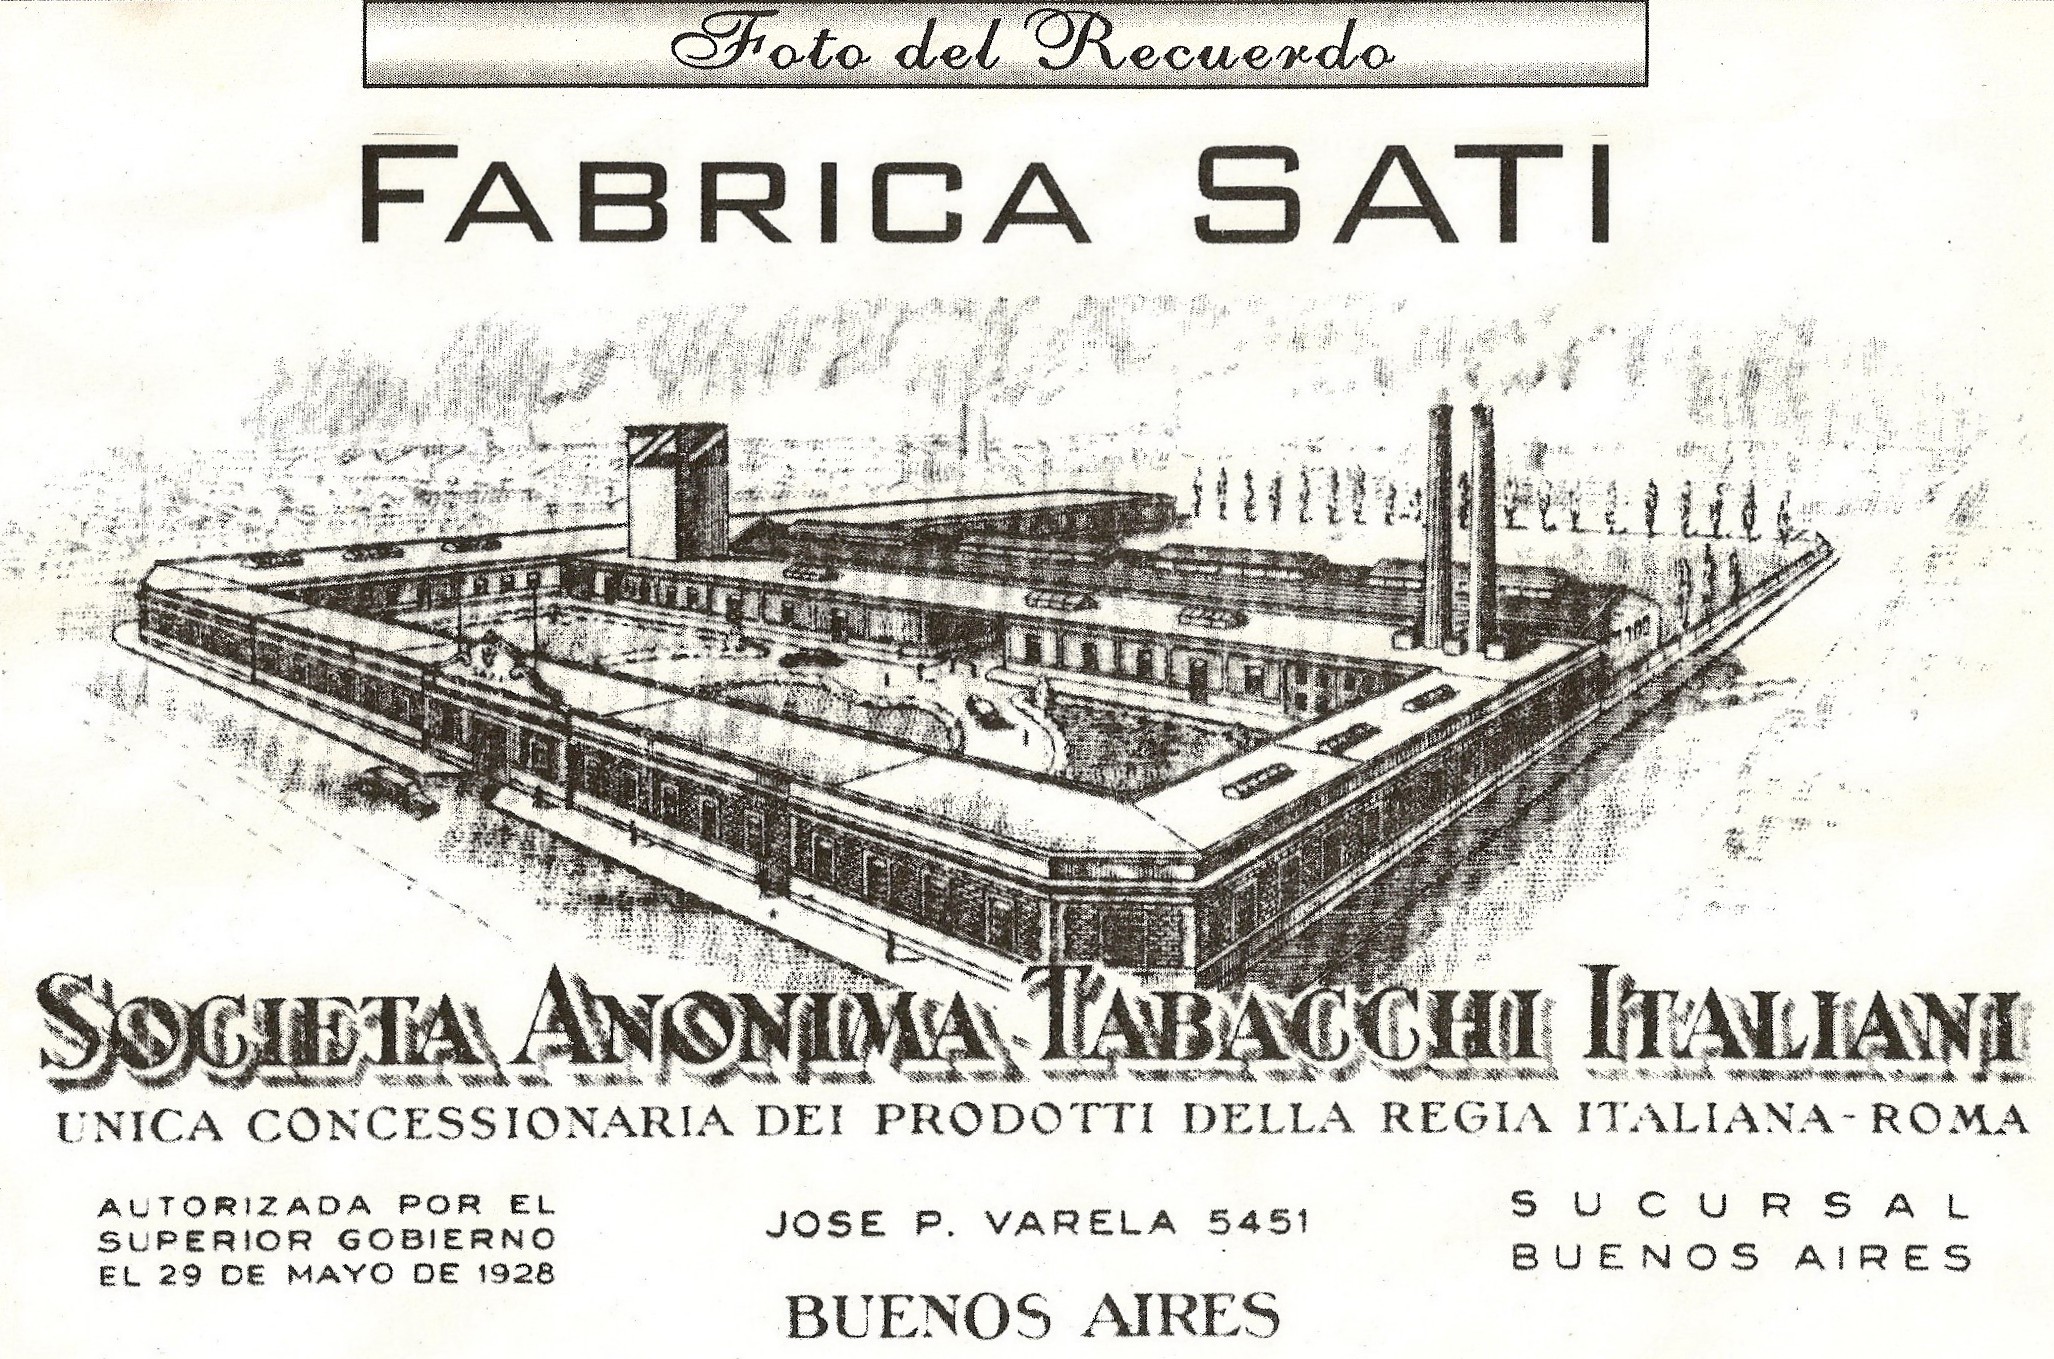 Foto del Recuerdo
FABRICA SATI
SOCIETA ANONIMA TABACCHI ITALIANI
UNICA CONCESSIONARIA DEI PRODOTTI DELLA REGIA ITALIANA-ROMA
AUTORIZADA POR EL
SUPERIOR GOBIERNO
EL 29 DE MAYO DE 1928
JOSE P. VARELA 5451
BUENOS AIRES
SUCURSAL
BUENOS AIRES